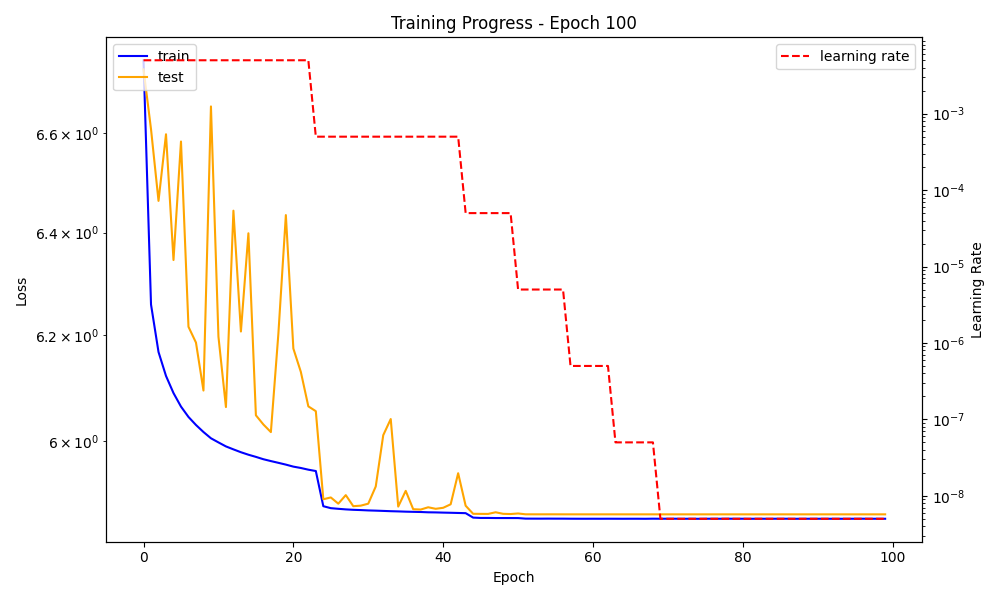 Training Progress - Epoch 100
train
test
learning rate
6.6 × 10⁰
6.4 × 10⁰
6.2 × 10⁰
6 × 10⁰
Loss
10⁻³
10⁻⁴
10⁻⁵
10⁻⁶
10⁻⁷
10⁻⁸
Learning Rate
0 20 40 60 80 100
Epoch